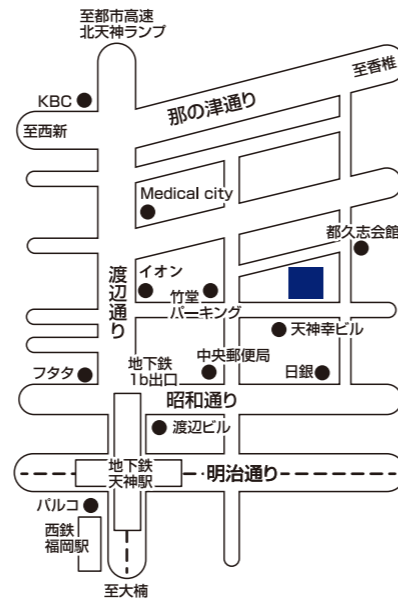 至都市高速
北天神ランプ
KBC
至西新
那の津通り
至香椎
Medical city
都久志会館
渡辺通り
イオン
竹堂
パーキング
天神幸ビル
フタタ
地下鉄
1b出口
中央郵便局
日銀
昭和通り
渡辺ビル
地下鉄
天神駅
明治通り
パルコ
西鉄
福岡駅
至大楠